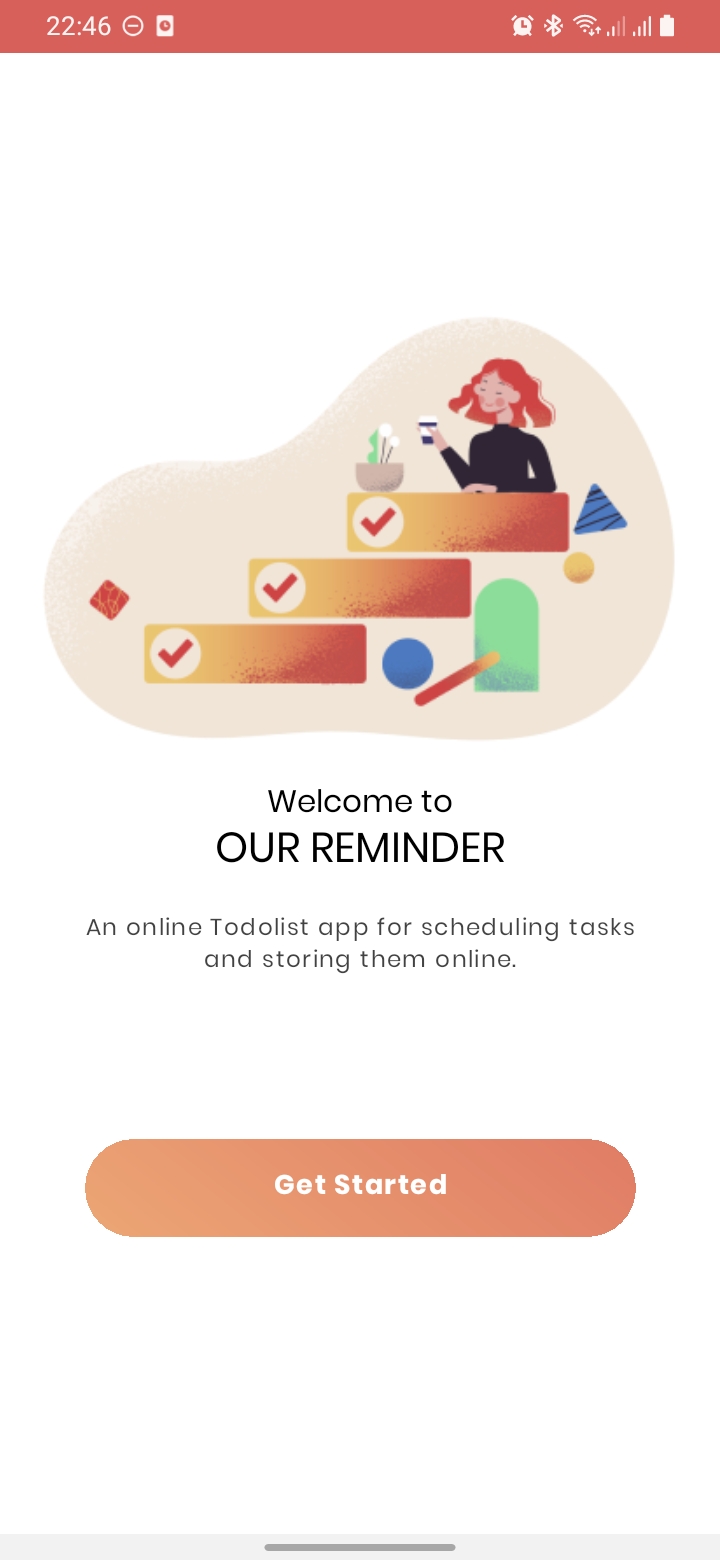 22:46
Welcome to
OUR REMINDER
An online Todolist app for scheduling tasks
and storing them online.
Get Started